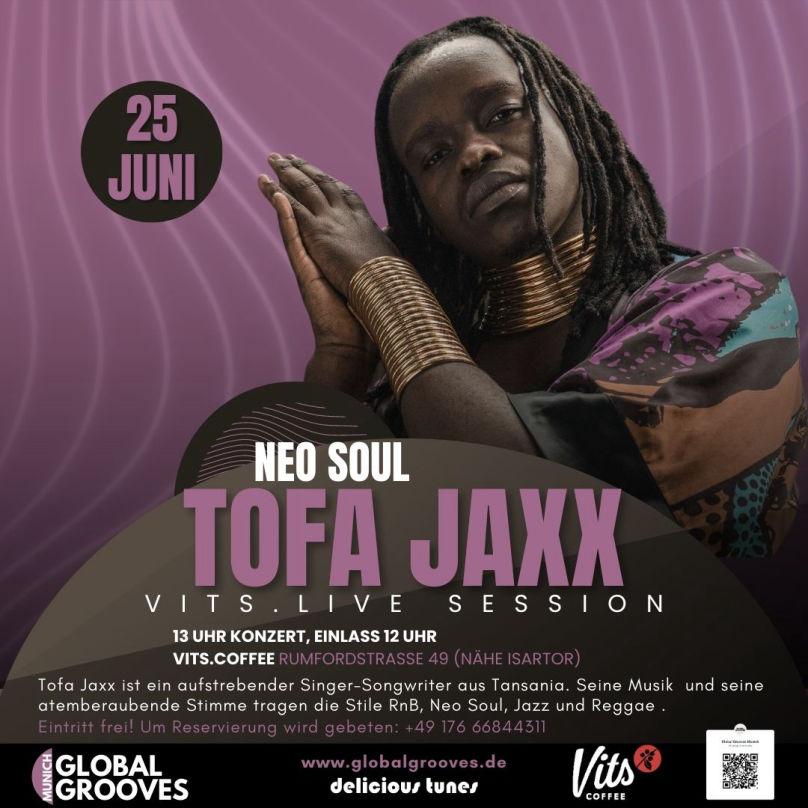 25
JUNI
NEO SOUL
TOFA JAXX
VITS.LIVE SESSION
13 UHR KONZERT, EINLASS 12 UHR
VITS.COFFEE RUMFORDSTRASSE 49 (NÄHE ISARTOR)
Tofa Jaxx ist ein aufstrebender Singer-Songwriter aus Tansania. Seine Musik und seine
atemberaubende Stimme tragen die Stile RnB, Neo Soul, Jazz und Reggae .
Eintritt frei! Um Reservierung wird gebeten: +49 176 66844311
MUNICH
GLOBAL
GROOVES
www.globalgrooves.de
delicious tunes
Vits
COFFEE